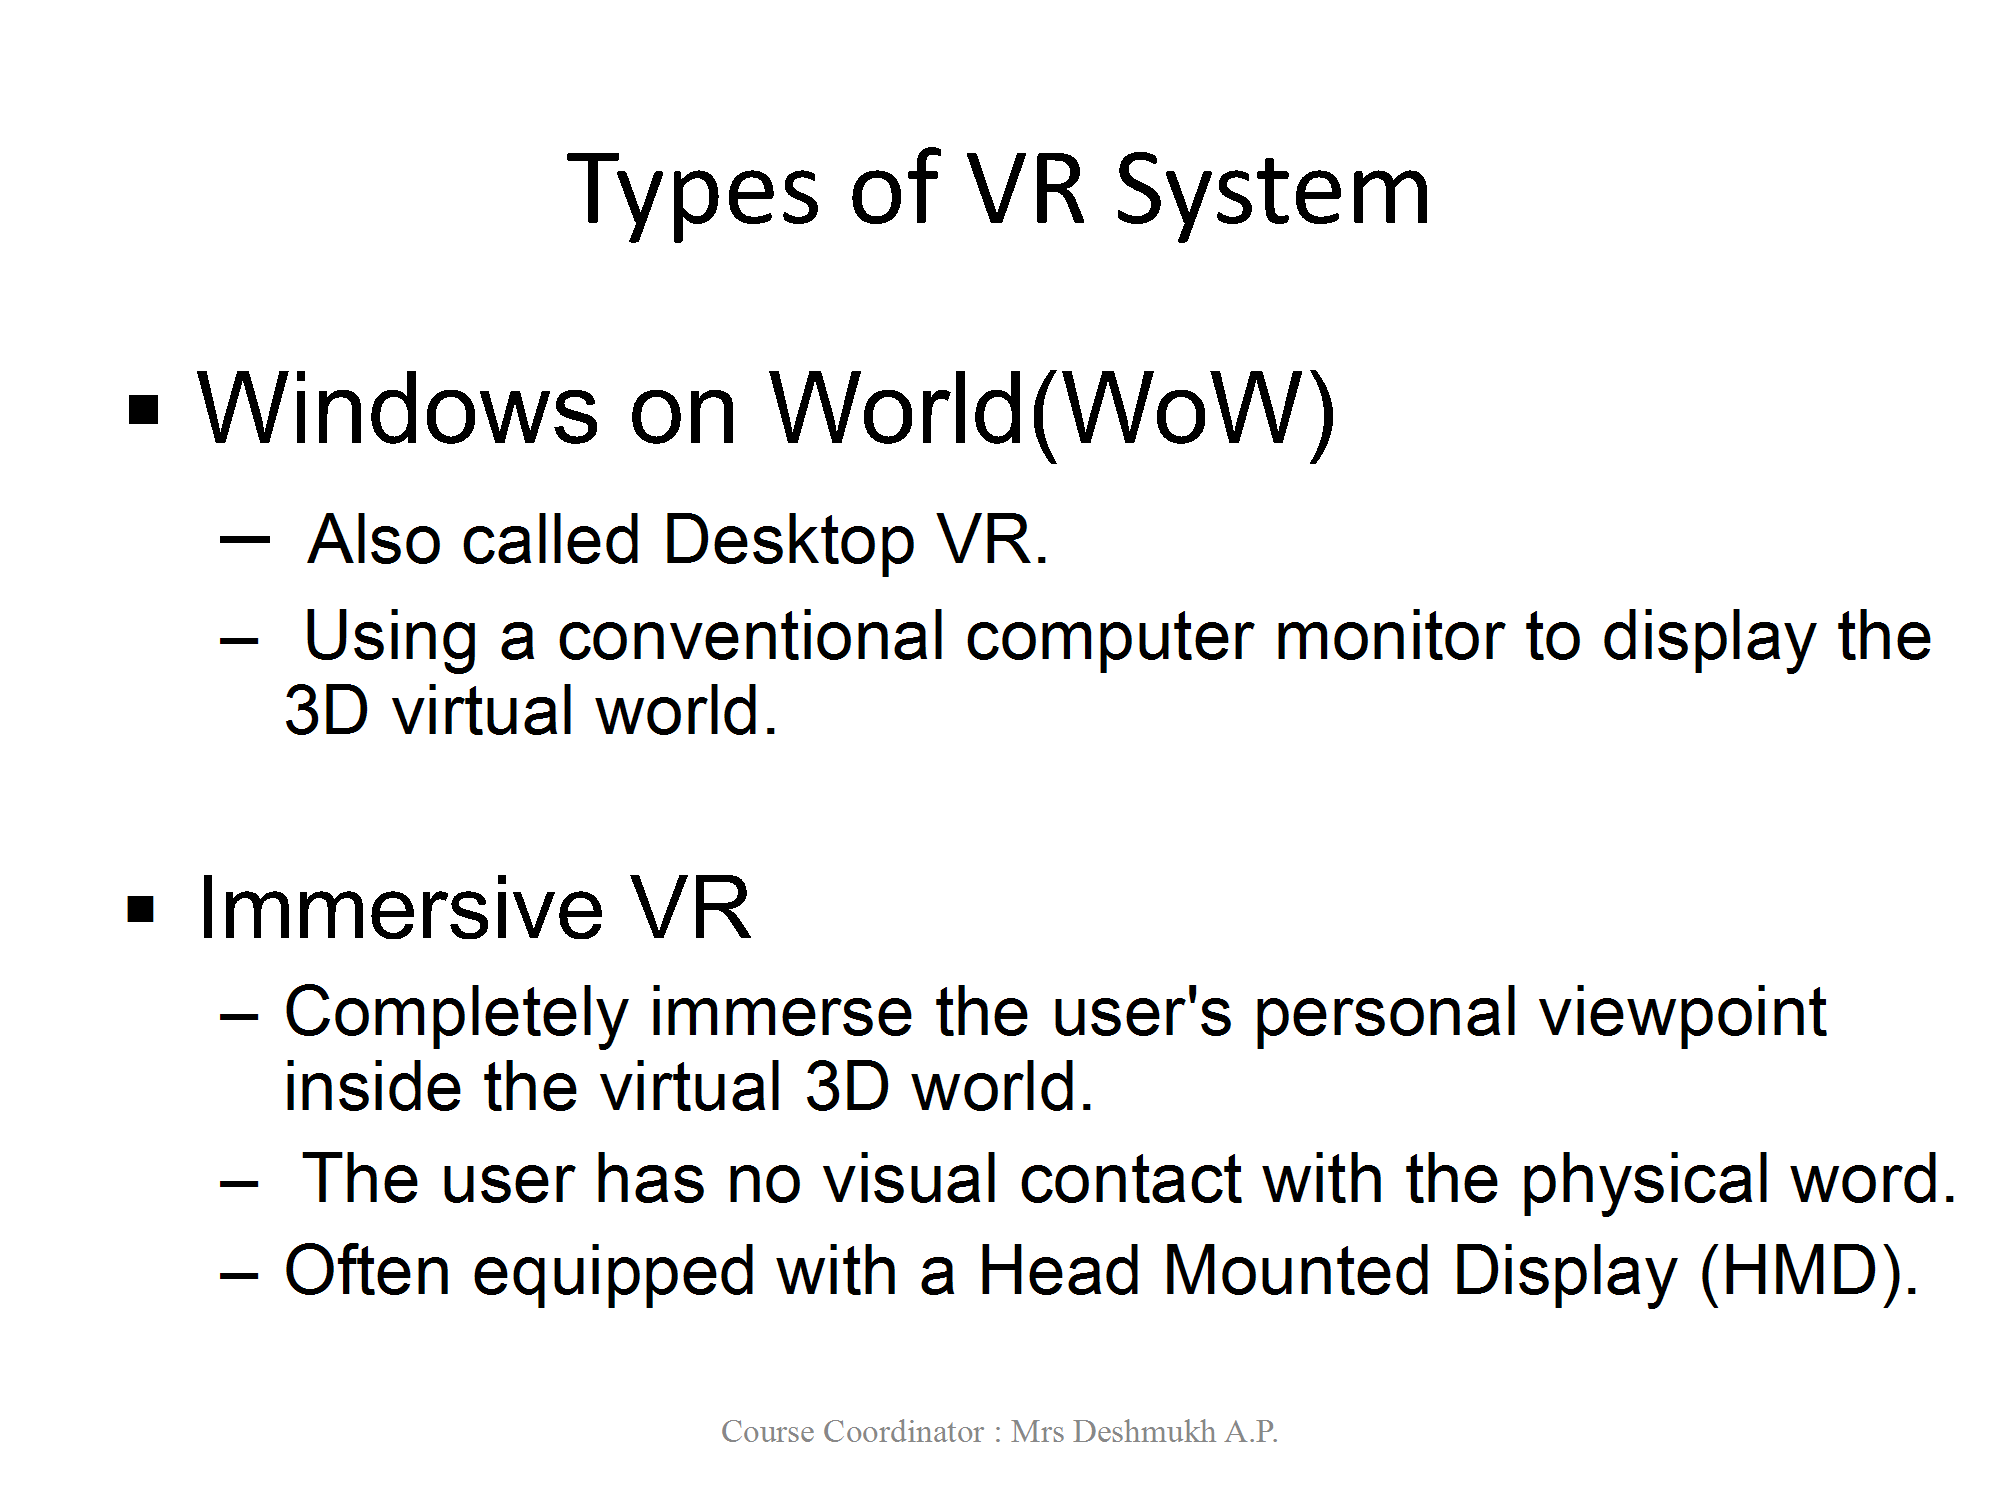 Types of VR System
▪ Windows on World(WoW)
– Also called Desktop VR.
– Using a conventional computer monitor to display the
3D virtual world.
▪ Immersive VR
– Completely immerse the user's personal viewpoint
inside the virtual 3D world.
– The user has no visual contact with the physical word.
– Often equipped with a Head Mounted Display (HMD).
Course Coordinator : Mrs Deshmukh A.P.